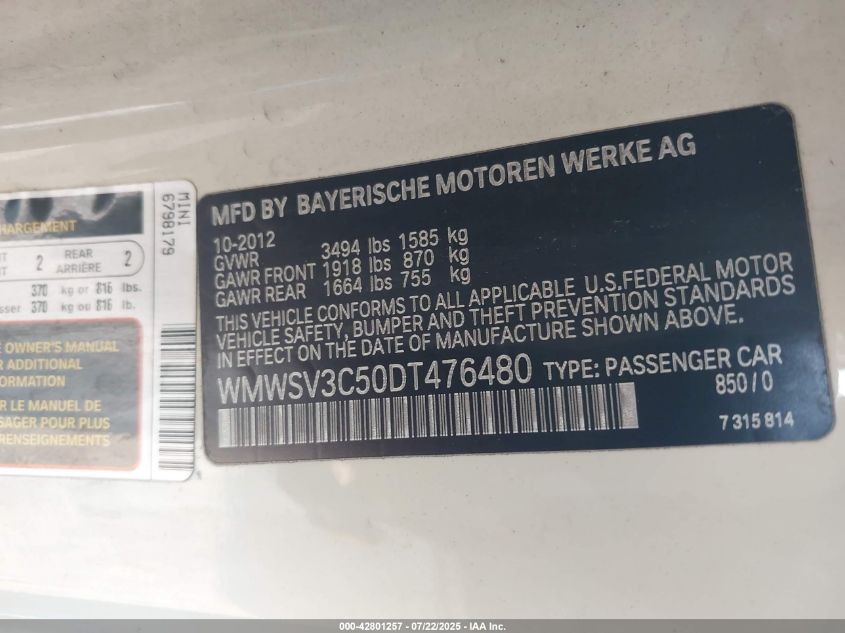 MFD BY BAYERISCHE MOTOREN WERKE AG
10-2012
GVWR 3494 lbs 1585 kg
GAWR FRONT 1918 lbs 870 kg
GAWR REAR 1664 lbs 755 kg
THIS VEHICLE CONFORMS TO ALL APPLICABLE U.S.FEDERAL MOTOR
VEHICLE SAFETY, BUMPER AND THEFT PREVENTION STANDARDS
IN EFFECT ON THE DATE OF MANUFACTURE SHOWN ABOVE.
WMWSV3C50DT476480 TYPE: PASSENGER CAR
850/0
7 315 814
MINI
6798179
CHARGEMENT
2 REAR 2
ARRIÈRE
370 kg or 816 lbs.
370 kg ou 816 lb.
OWNER'S MANUAL
ADDITIONAL
LE MANUEL DE
POUR PLUS
000-42801257 - 07/22/2025 - IAA Inc.